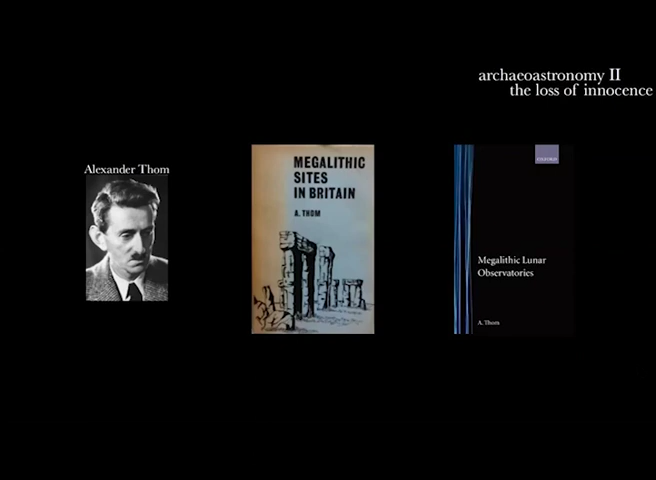 archaeoastronomy II
the loss of innocence
Alexander Thom
MEGALITHIC
SITES
IN BRITAIN
A. THOM
OXFORD
Megalithic Lunar
Observatories
A. Thom